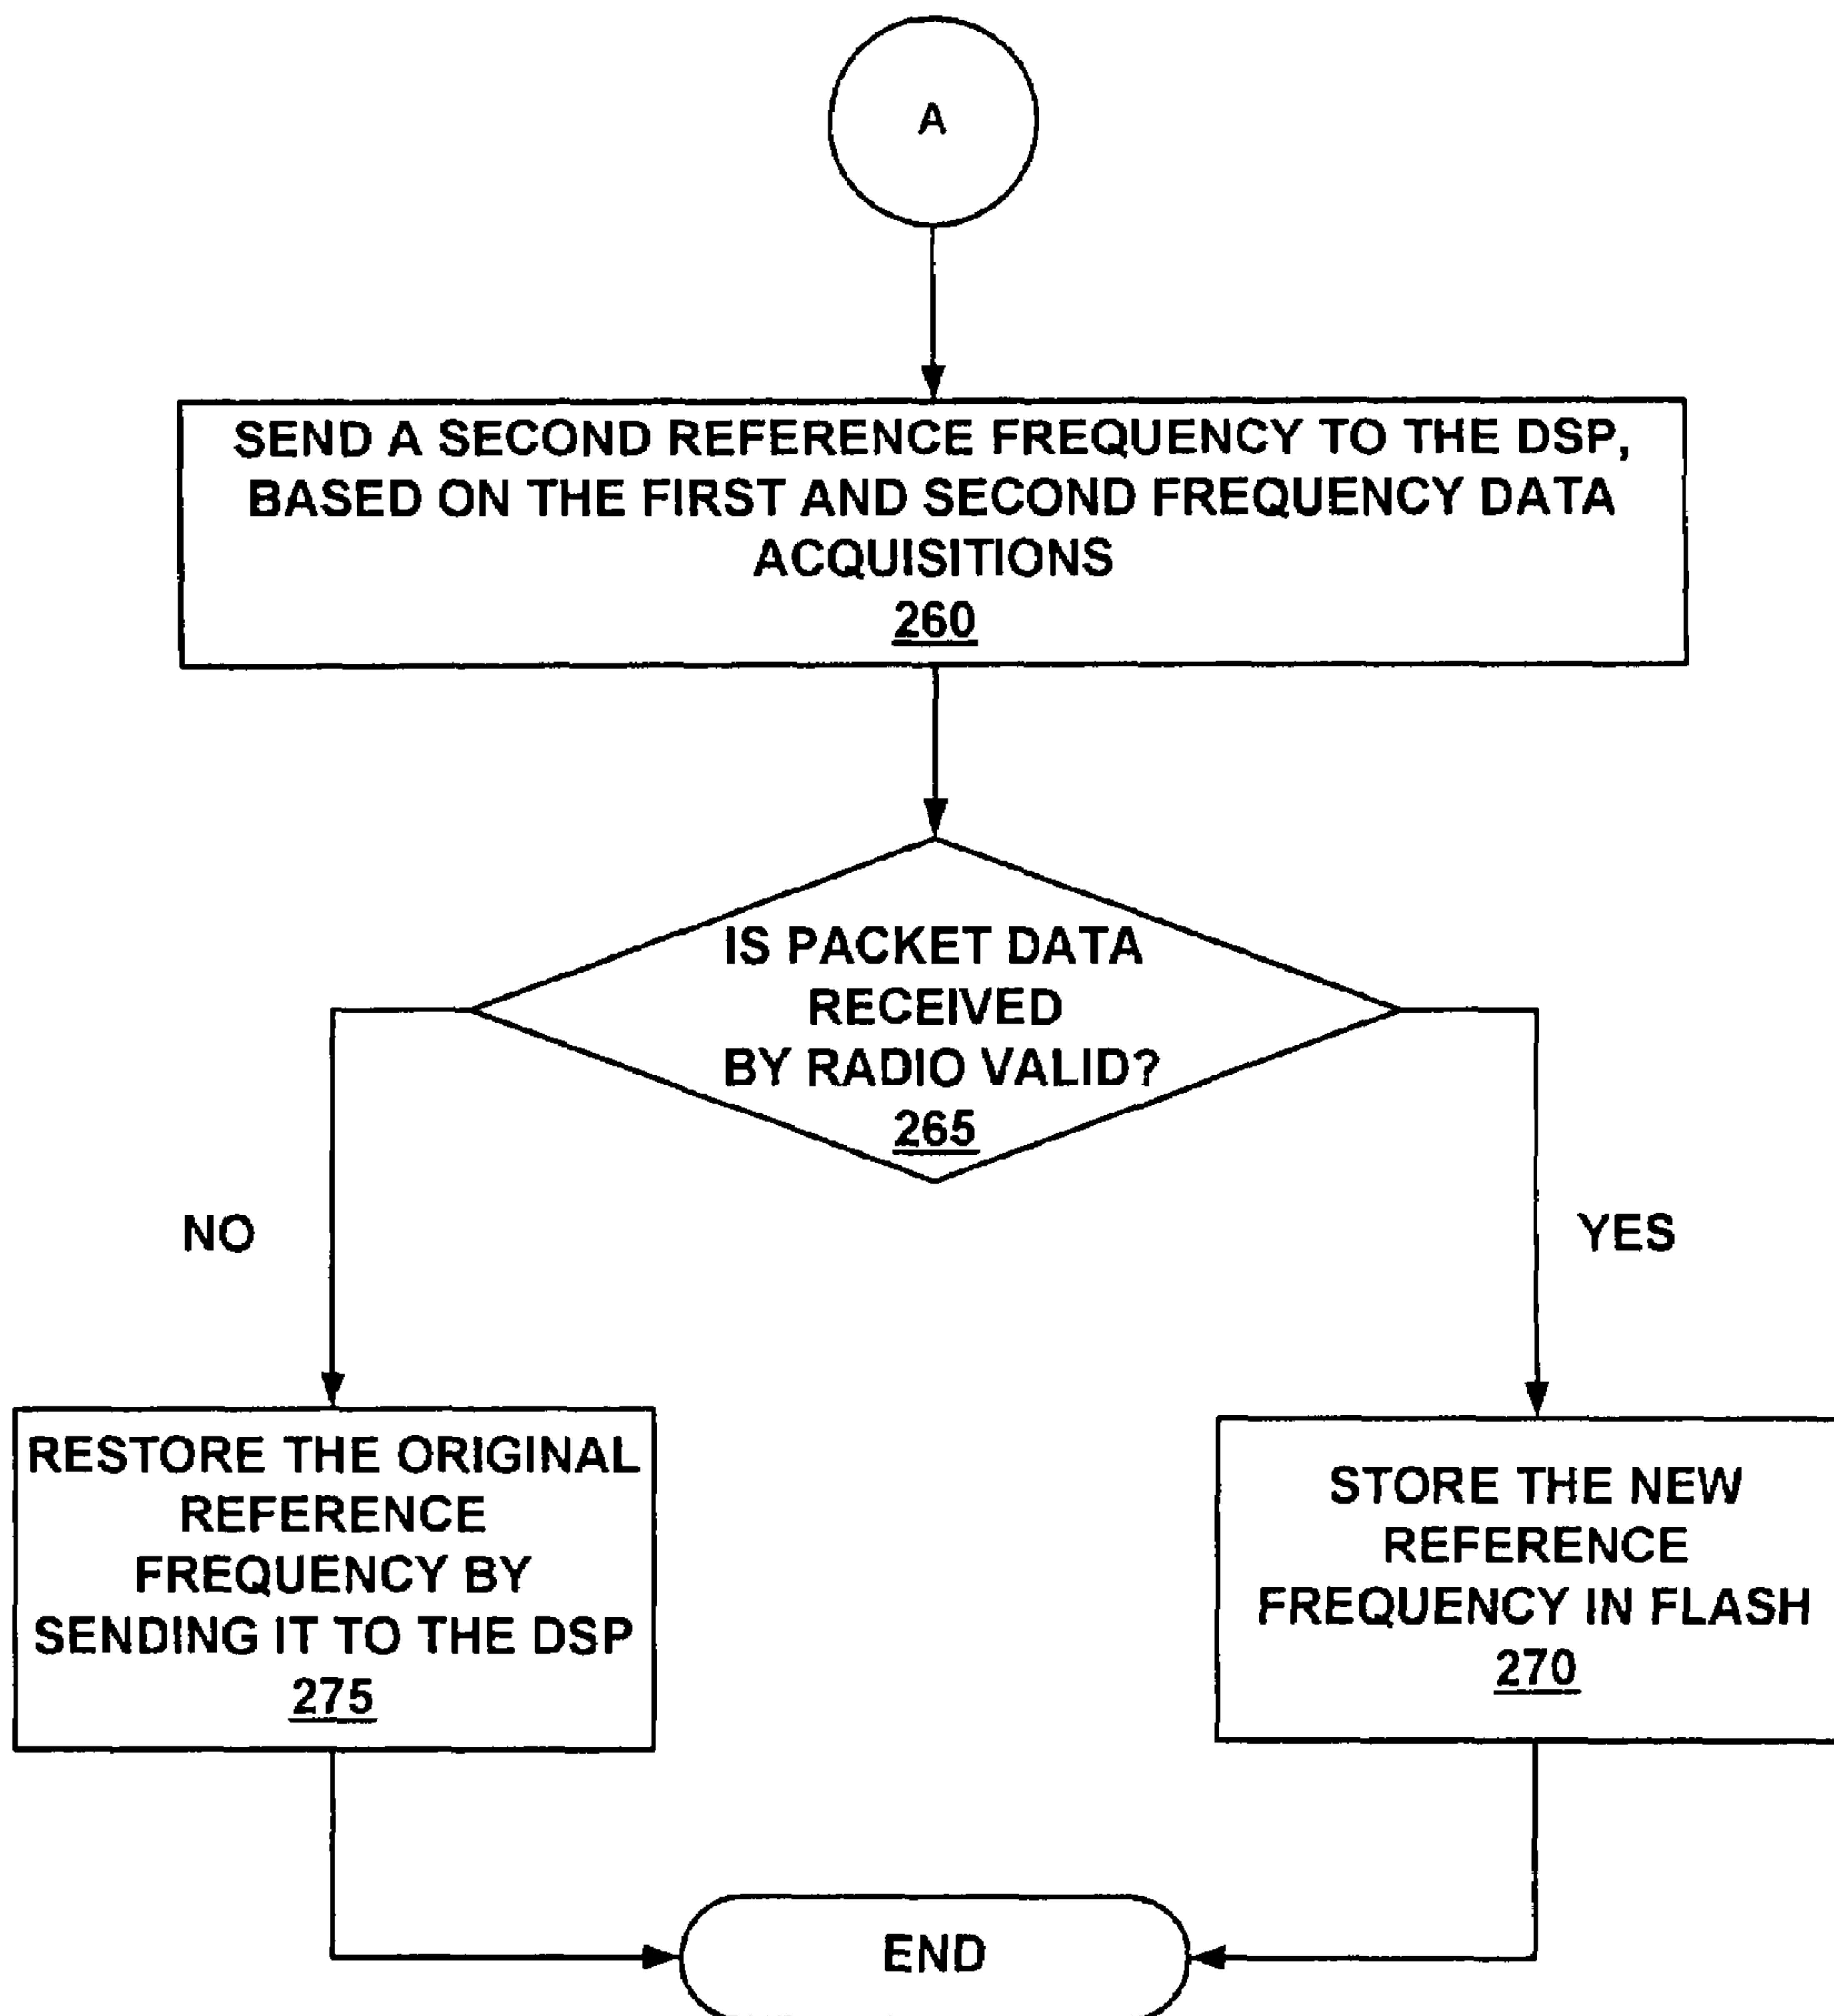 A
SEND A SECOND REFERENCE FREQUENCY TO THE DSP,
BASED ON THE FIRST AND SECOND FREQUENCY DATA
ACQUISITIONS
260
IS PACKET DATA
RECEIVED
BY RADIO VALID?
265
NO
YES
RESTORE THE ORIGINAL
REFERENCE
FREQUENCY BY
SENDING IT TO THE DSP
275
STORE THE NEW
REFERENCE
FREQUENCY IN FLASH
270
END